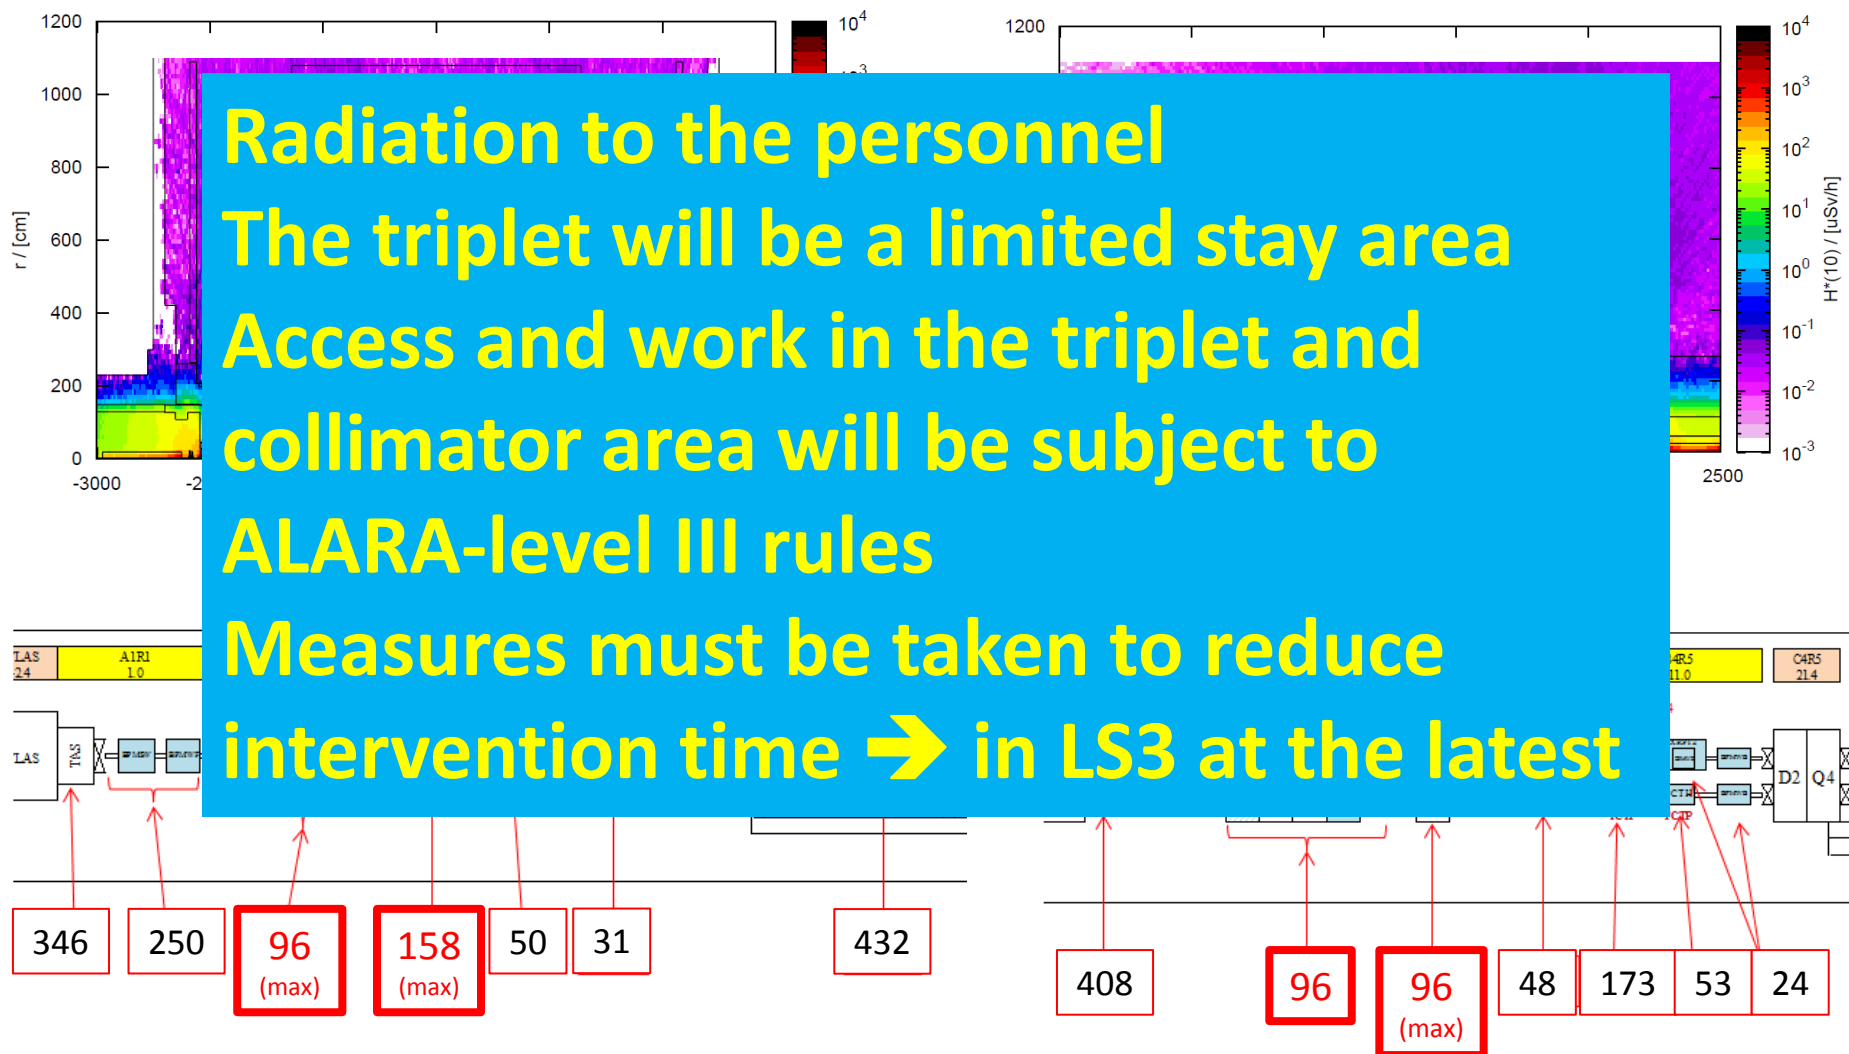 1200
1000
800
600
400
200
0
r / [cm]
-3000
-2
10^4
1200
10^4
10^3
10^2
10^1
10^0
10^-1
10^-2
10^-3
H*(10) / [uSv/h]
2500
Radiation to the personnel
The triplet will be a limited stay area
Access and work in the triplet and
collimator area will be subject to
ALARA-level III rules
Measures must be taken to reduce
intervention time ➔ in LS3 at the latest
A1R1
1.0
C4R5
21.4
TAS
D2 Q4
346 250 96 158 50 31 432
(max) (max)
408 96 96 48 173 53 24
(max)